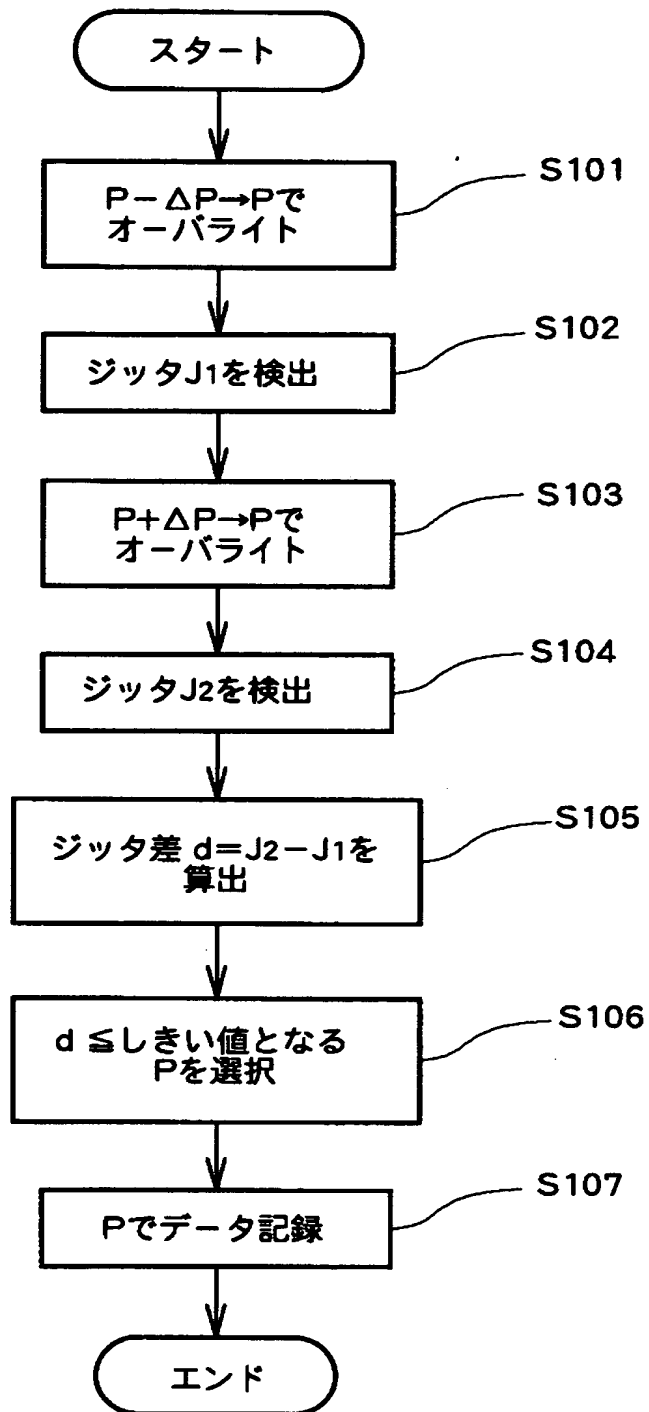 スタート
P-ΔP→Pで
オーバライト
S101
ジッタJ1を検出
S102
P+ΔP→Pで
オーバライト
S103
ジッタJ2を検出
S104
ジッタ差 d=J2-J1を
算出
S105
d ≦しきい値となる
Pを選択
S106
Pでデータ記録
S107
エンド